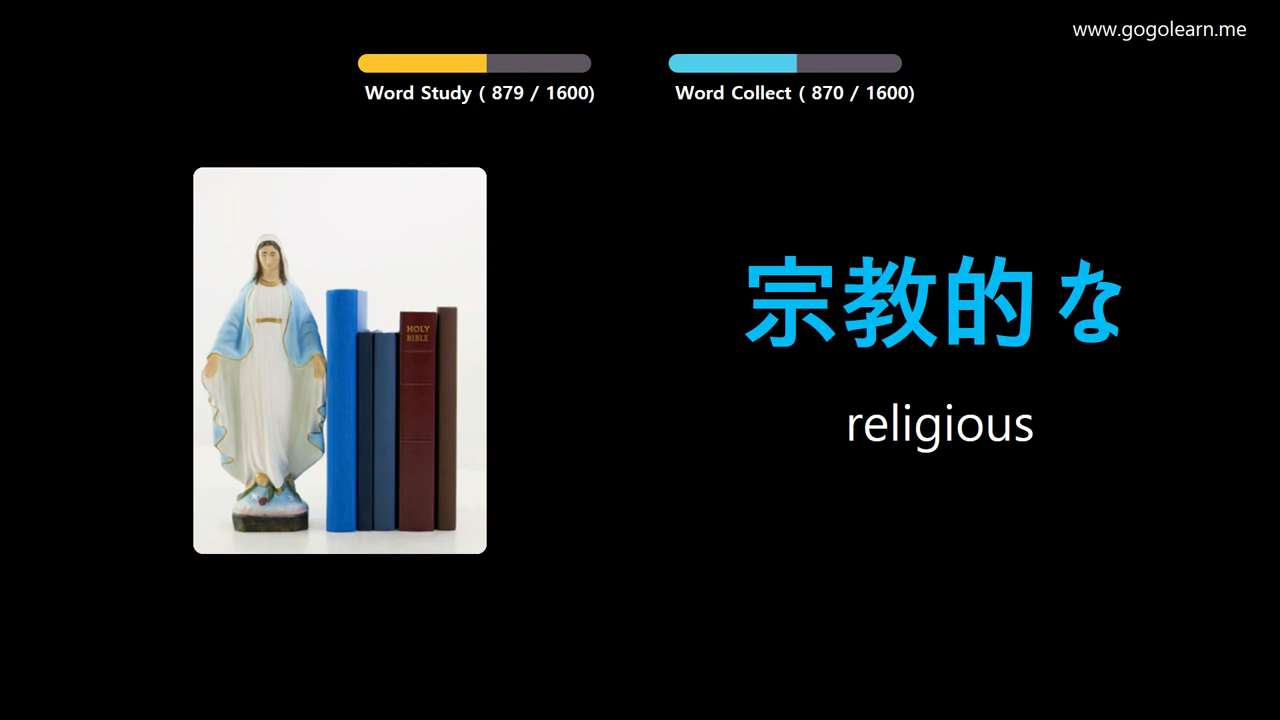 www.gogolearn.me
Word Study ( 879 / 1600)
Word Collect ( 870 / 1600)
HOLY
BIBLE
宗教的な
religious